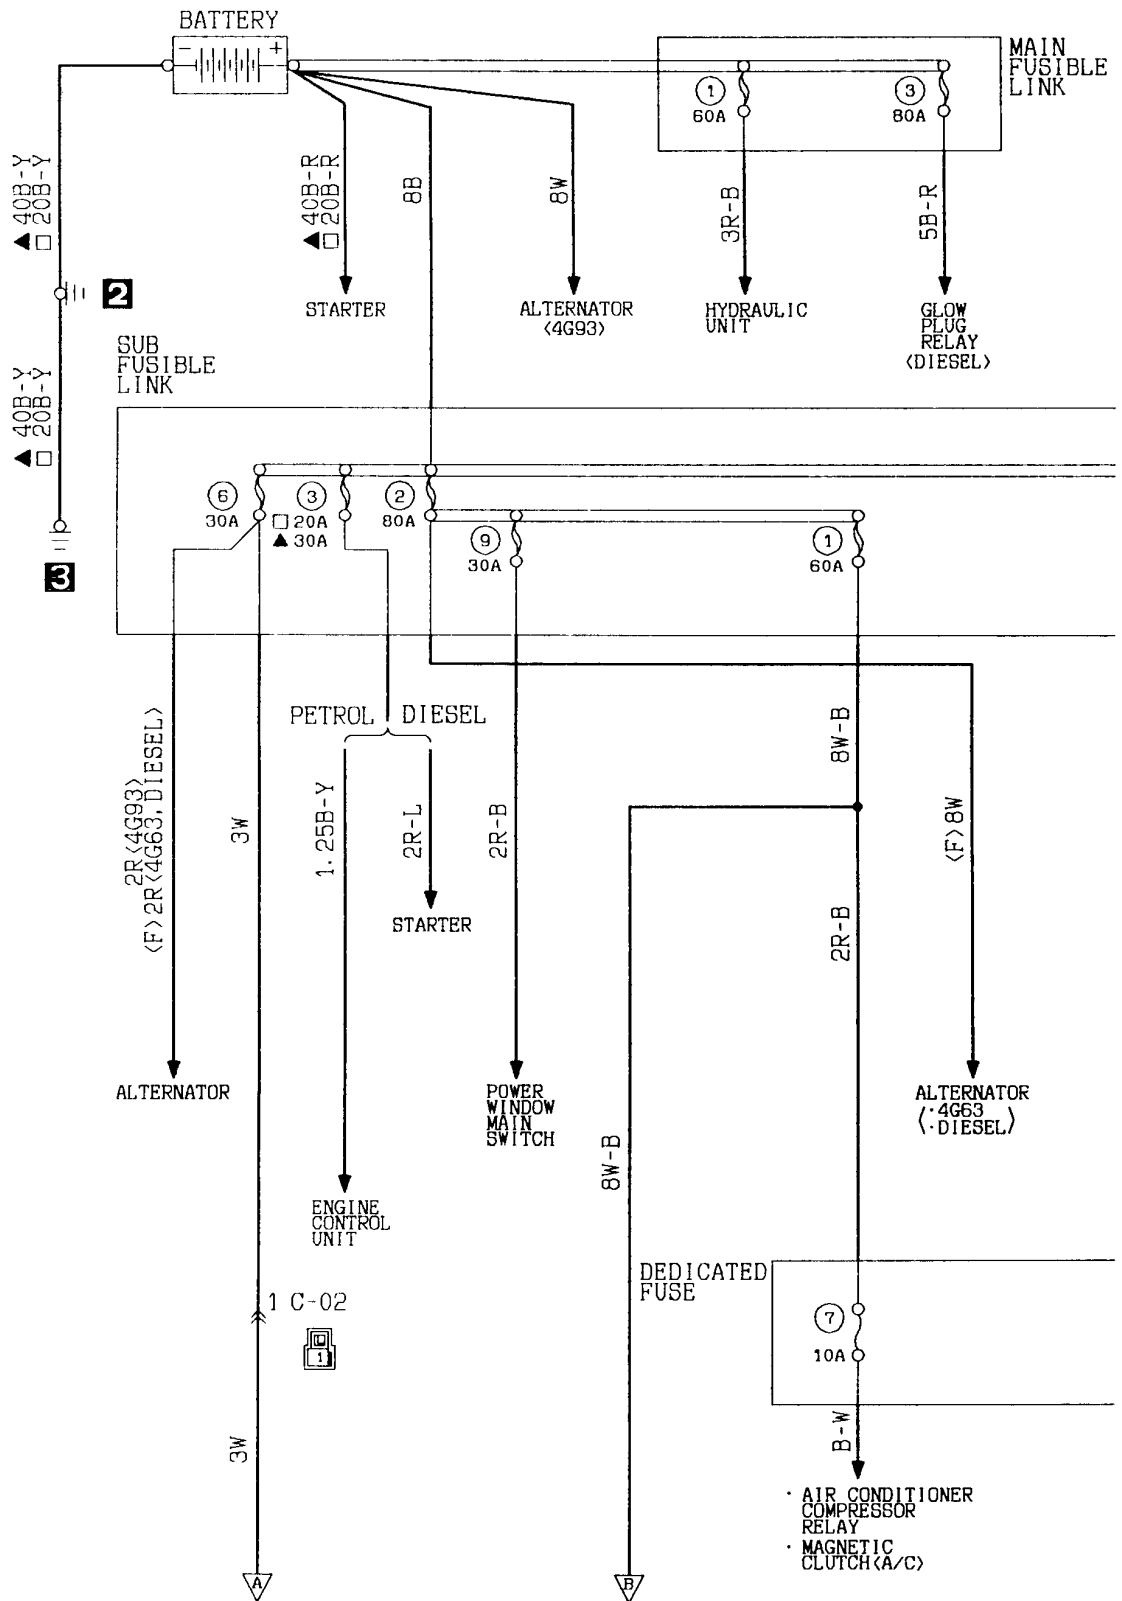 BATTERY
- +
MAIN
FUSIBLE
LINK
1
60A
3
80A
▲ 40B-Y
□ 20B-Y
▲ 40B-R
□ 20B-R
8B
8W
3R-B
5B-R
2
STARTER
ALTERNATOR
<4G93>
HYDRAULIC
UNIT
GLOW
PLUG
RELAY
<DIESEL>
SUB
FUSIBLE
LINK
▲ 40B-Y
□ 20B-Y
6
30A
3
□ 20A
▲ 30A
2
80A
9
30A
1
60A
3
PETROL
DIESEL
2R<4G93>
<F>2R<4G63,DIESEL>
3W
1.25B-Y
2R-L
2R-B
8W-B
<F>8W
2R-B
STARTER
ALTERNATOR
POWER
WINDOW
MAIN
SWITCH
ALTERNATOR
<·4G63
·DIESEL>
8W-B
ENGINE
CONTROL
UNIT
DEDICATED
FUSE
1 C-02
1
7
10A
3W
B-W
· AIR CONDITIONER
COMPRESSOR
RELAY
· MAGNETIC
CLUTCH<A/C>
A
B